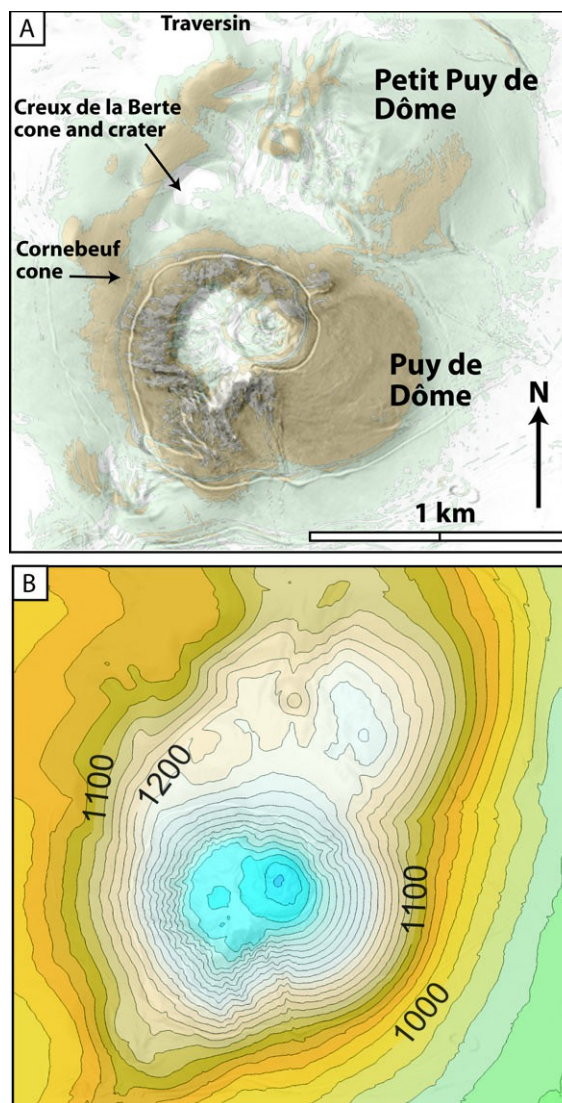 A
Traversin
Petit Puy de
Dôme
Creux de la Berte
cone and crater
Cornebeuf
cone
Puy de
Dôme
N
1 km
B
1100
1200
1100
1000